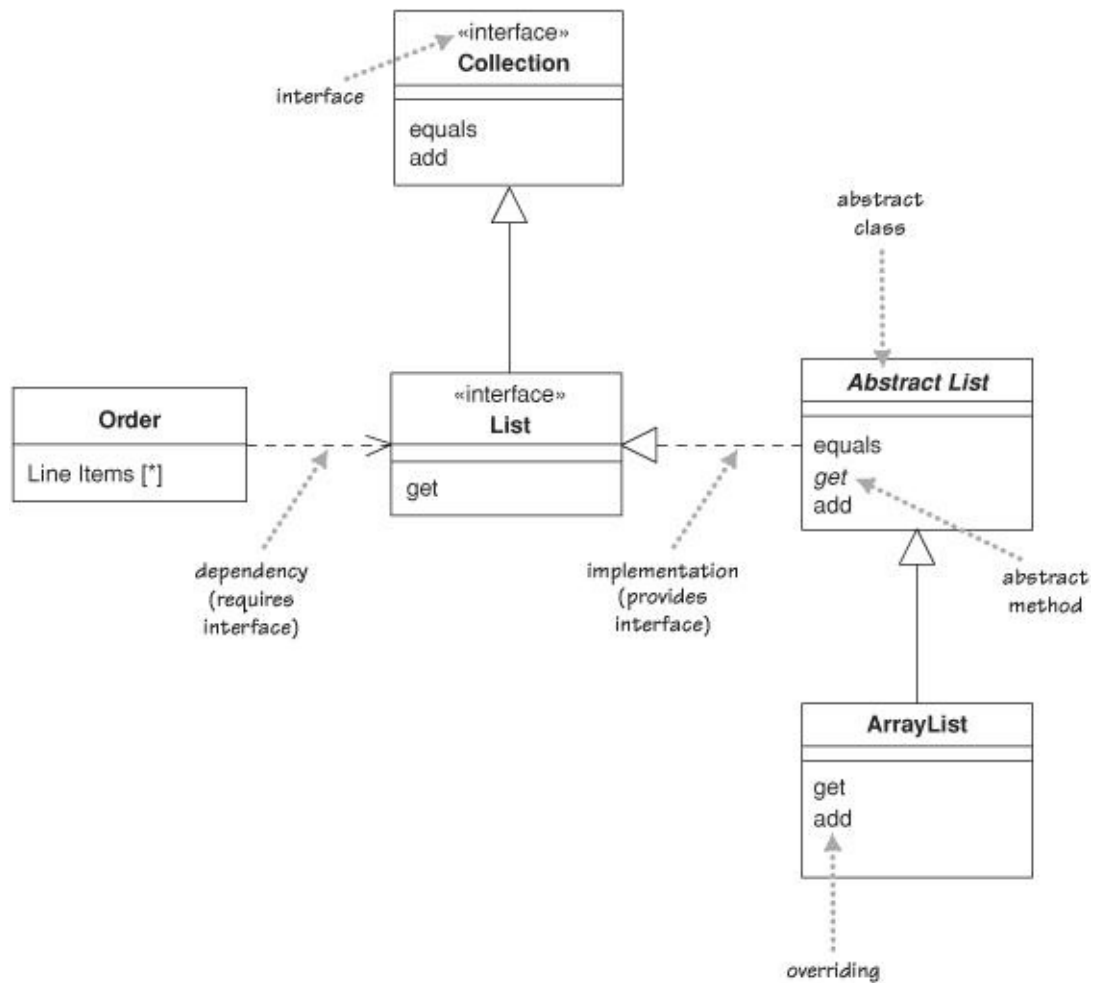 «interface»
Collection
interface
equals
add
abstract
class
«interface»
List
get
Abstract List
equals
get
add
Order
Line Items [*]
dependency
(requires
interface)
implementation
(provides
interface)
abstract
method
ArrayList
get
add
overriding